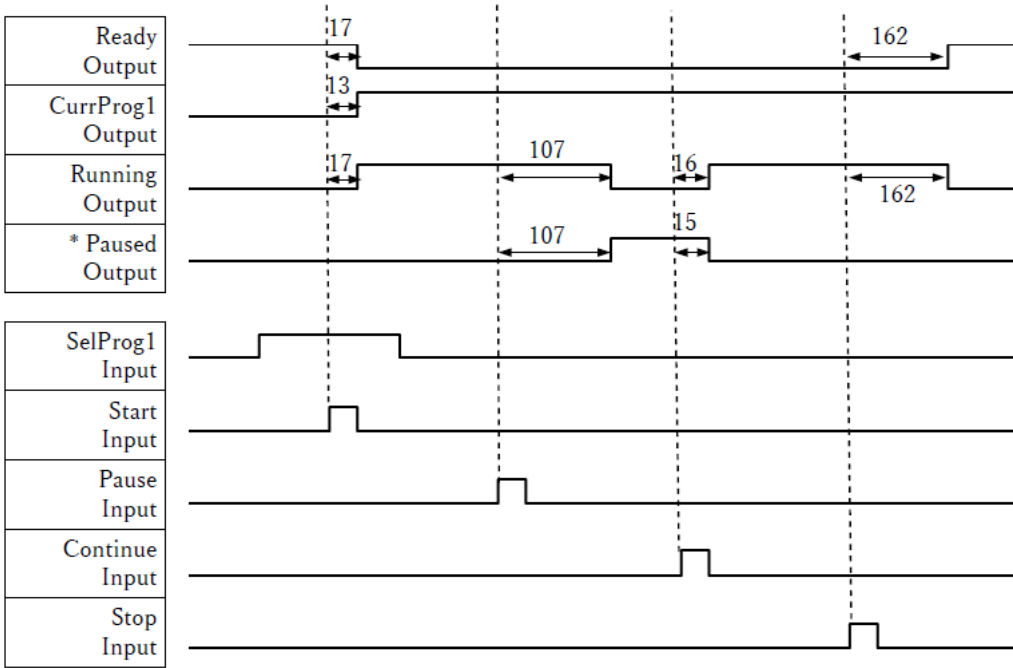 17
162
Ready
Output
13
CurrProg1
Output
17
107
16
Running
Output
162
107
15
* Paused
Output
SelProg1
Input
Start
Input
Pause
Input
Continue
Input
Stop
Input